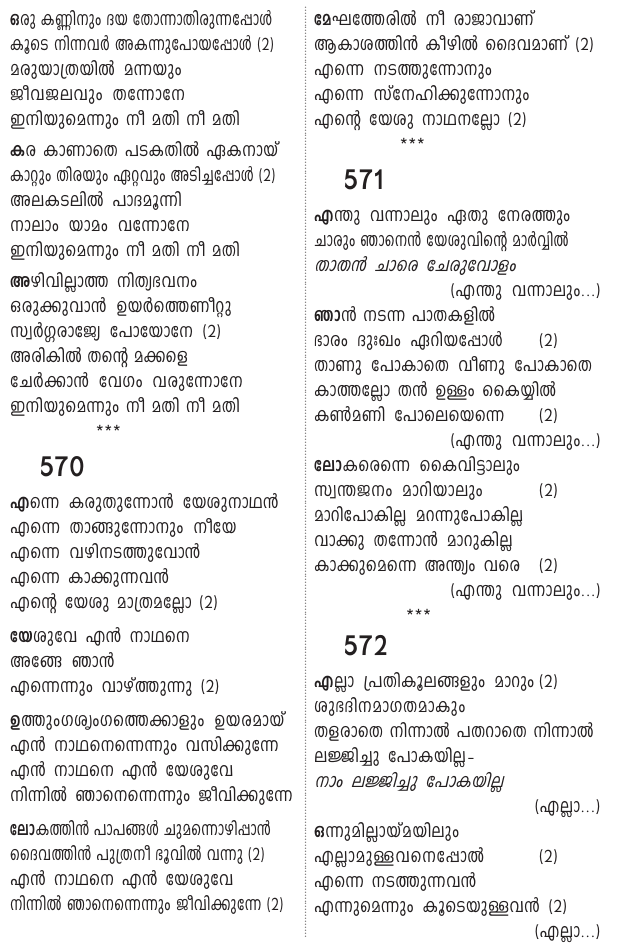 ഒരു കണ്ണിനും ദയ തോന്നാതിരുന്നപ്പോൾ
കൂടെ നിന്നവർ അകന്നുപോയപ്പോൾ (2)
മരുയാത്രയിൽ മന്നയും
ജീവജലവും തന്നോനേ
ഇനിയുമെന്നും നീ മതി നീ മതി
കര കാണാതെ പടകതിൽ ഏകനായ്
കാറ്റും തിരയും ഏറ്റവും അടിച്ചപ്പോൾ (2)
അലകടലിൽ പാദമൂന്നി
നാലാം യാമം വന്നോനേ
ഇനിയുമെന്നും നീ മതി നീ മതി
അഴിവില്ലാത്ത നിത്യഭവനം
ഒരുക്കുവാൻ ഉയർത്തെണീറ്റു
സ്വർഗ്ഗരാജ്യേ പോയോനേ (2)
അരികിൽ തന്റെ മക്കളെ
ചേർക്കാൻ വേഗം വരുന്നോനേ
ഇനിയുമെന്നും നീ മതി നീ മതി
***
570
എന്നെ കരുതുന്നോൻ യേശുനാഥൻ
എന്നെ താങ്ങുന്നോനും നീയേ
എന്നെ വഴിനടത്തുവോൻ
എന്നെ കാക്കുന്നവൻ
എന്റെ യേശു മാത്രമല്ലോ (2)
യേശുവേ എൻ നാഥനെ
അങ്ങേ ഞാൻ
എന്നെന്നും വാഴ്ത്തുന്നു (2)
ഉത്തുംഗശൃംഗത്തെക്കാളും ഉയരമായ്
എൻ നാഥനെന്നെന്നും വസിക്കുന്നേ
എൻ നാഥനെ എൻ യേശുവേ
നിന്നിൽ ഞാനെന്നെന്നും ജീവിക്കുന്നേ
ലോകത്തിൻ പാപങ്ങൾ ചുമന്നൊഴിപ്പാൻ
ദൈവത്തിൻ പുത്രനീ ഭൂവിൽ വന്നു (2)
എൻ നാഥനെ എൻ യേശുവേ
നിന്നിൽ ഞാനെന്നെന്നും ജീവിക്കുന്നേ (2)
മേഘത്തേരിൽ നീ രാജാവാണ്
ആകാശത്തിൻ കീഴിൽ ദൈവമാണ് (2)
എന്നെ നടത്തുന്നോനും
എന്നെ സ്നേഹിക്കുന്നോനും
എന്റെ യേശു നാഥനല്ലോ (2)
***
571
എന്തു വന്നാലും ഏതു നേരത്തും
ചാരും ഞാനെൻ യേശുവിന്റെ മാർവ്വിൽ
താതൻ ചാരെ ചേരുവോളം
(എന്തു വന്നാലും...)
ഞാൻ നടന്ന പാതകളിൽ
ഭാരം ദുഃഖം ഏറിയപ്പോൾ (2)
താണു പോകാതെ വീണു പോകാതെ
കാത്തല്ലോ തൻ ഉള്ളം കൈയ്യിൽ
കൺമണി പോലെയെന്നെ (2)
(എന്തു വന്നാലും...)
ലോകരെന്നെ കൈവിട്ടാലും
സ്വന്തജനം മാറിയാലും (2)
മാറിപോകില്ല മറന്നുപോകില്ല
വാക്കു തന്നോൻ മാറുകില്ല
കാക്കുമെന്നെ അന്ത്യം വരെ (2)
(എന്തു വന്നാലും...)
***
572
എല്ലാ പ്രതികൂലങ്ങളും മാറും (2)
ശുഭദിനമാഗതമാകും
തളരാതെ നിന്നാൽ പതറാതെ നിന്നാൽ
ലജ്ജിച്ചു പോകയില്ല-
നാം ലജ്ജിച്ചു പോകയില്ല
(എല്ലാ...)
ഒന്നുമില്ലായ്മയിലും
എല്ലാമുള്ളവനെപ്പോൽ (2)
എന്നെ നടത്തുന്നവൻ
എന്നുമെന്നും കൂടെയുള്ളവൻ (2)
(എല്ലാ...)